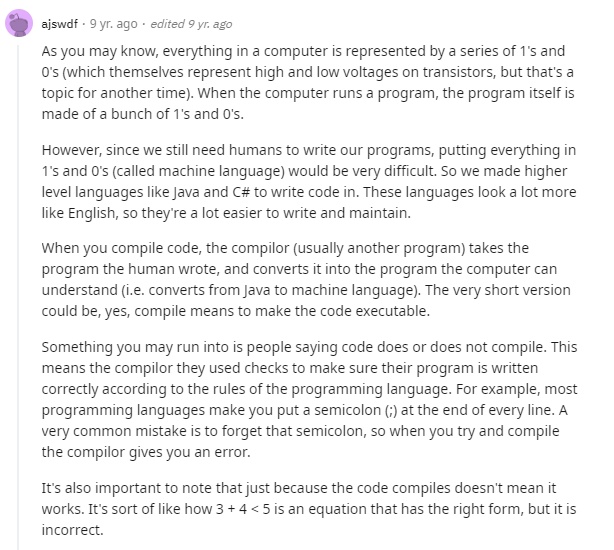 ajswdf · 9 yr. ago · edited 9 yr. ago
As you may know, everything in a computer is represented by a series of 1's and
0's (which themselves represent high and low voltages on transistors, but that's a
topic for another time). When the computer runs a program, the program itself is
made of a bunch of 1's and 0's.
However, since we still need humans to write our programs, putting everything in
1's and 0's (called machine language) would be very difficult. So we made higher
level languages like Java and C# to write code in. These languages look a lot more
like English, so they're a lot easier to write and maintain.
When you compile code, the compilor (usually another program) takes the
program the human wrote, and converts it into the program the computer can
understand (i.e. converts from Java to machine language). The very short version
could be, yes, compile means to make the code executable.
Something you may run into is people saying code does or does not compile. This
means the compilor they used checks to make sure their program is written
correctly according to the rules of the programming language. For example, most
programming languages make you put a semicolon (;) at the end of every line. A
very common mistake is to forget that semicolon, so when you try and compile
the compilor gives you an error.
It's also important to note that just because the code compiles doesn't mean it
works. It's sort of like how 3 + 4 < 5 is an equation that has the right form, but it is
incorrect.